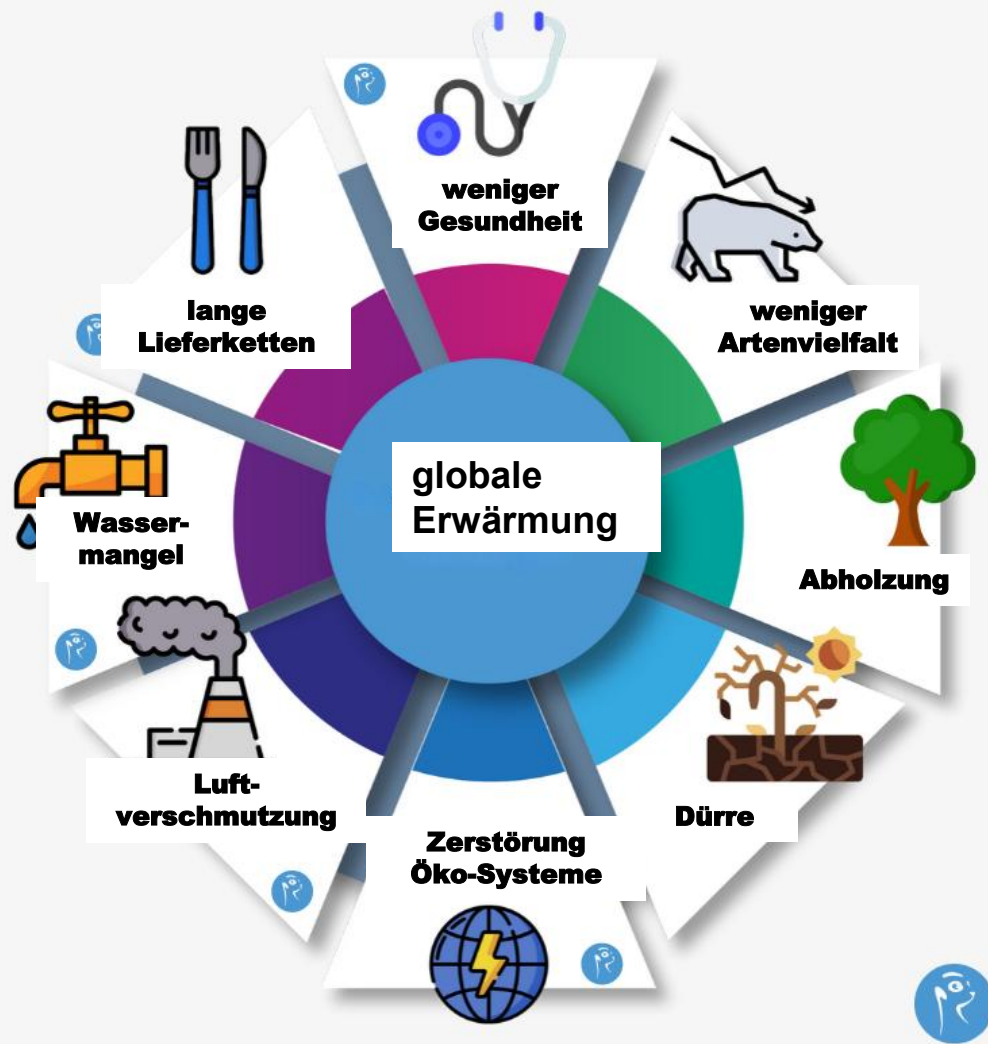 weniger
Gesundheit
weniger
Artenvielfalt
Abholzung
Dürre
Zerstörung
Öko-Systeme
Luft-
verschmutzung
Wasser-
mangel
lange
Lieferketten
globale
Erwärmung